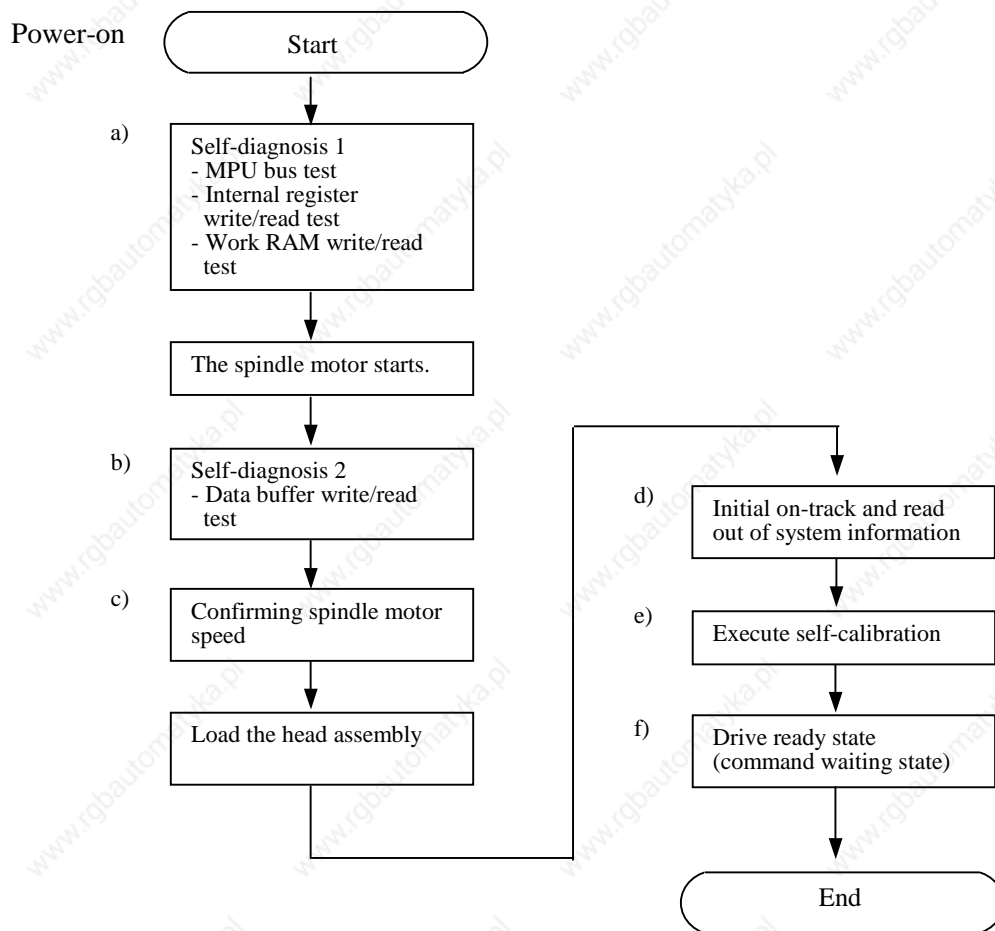 Power-on
Start
a)
Self-diagnosis 1
- MPU bus test
- Internal register
write/read test
- Work RAM write/read
test
The spindle motor starts.
b)
Self-diagnosis 2
- Data buffer write/read
test
c)
Confirming spindle motor
speed
Load the head assembly
d)
Initial on-track and read
out of system information
e)
Execute self-calibration
f)
Drive ready state
(command waiting state)
End
www.rgbautomatyka.pl